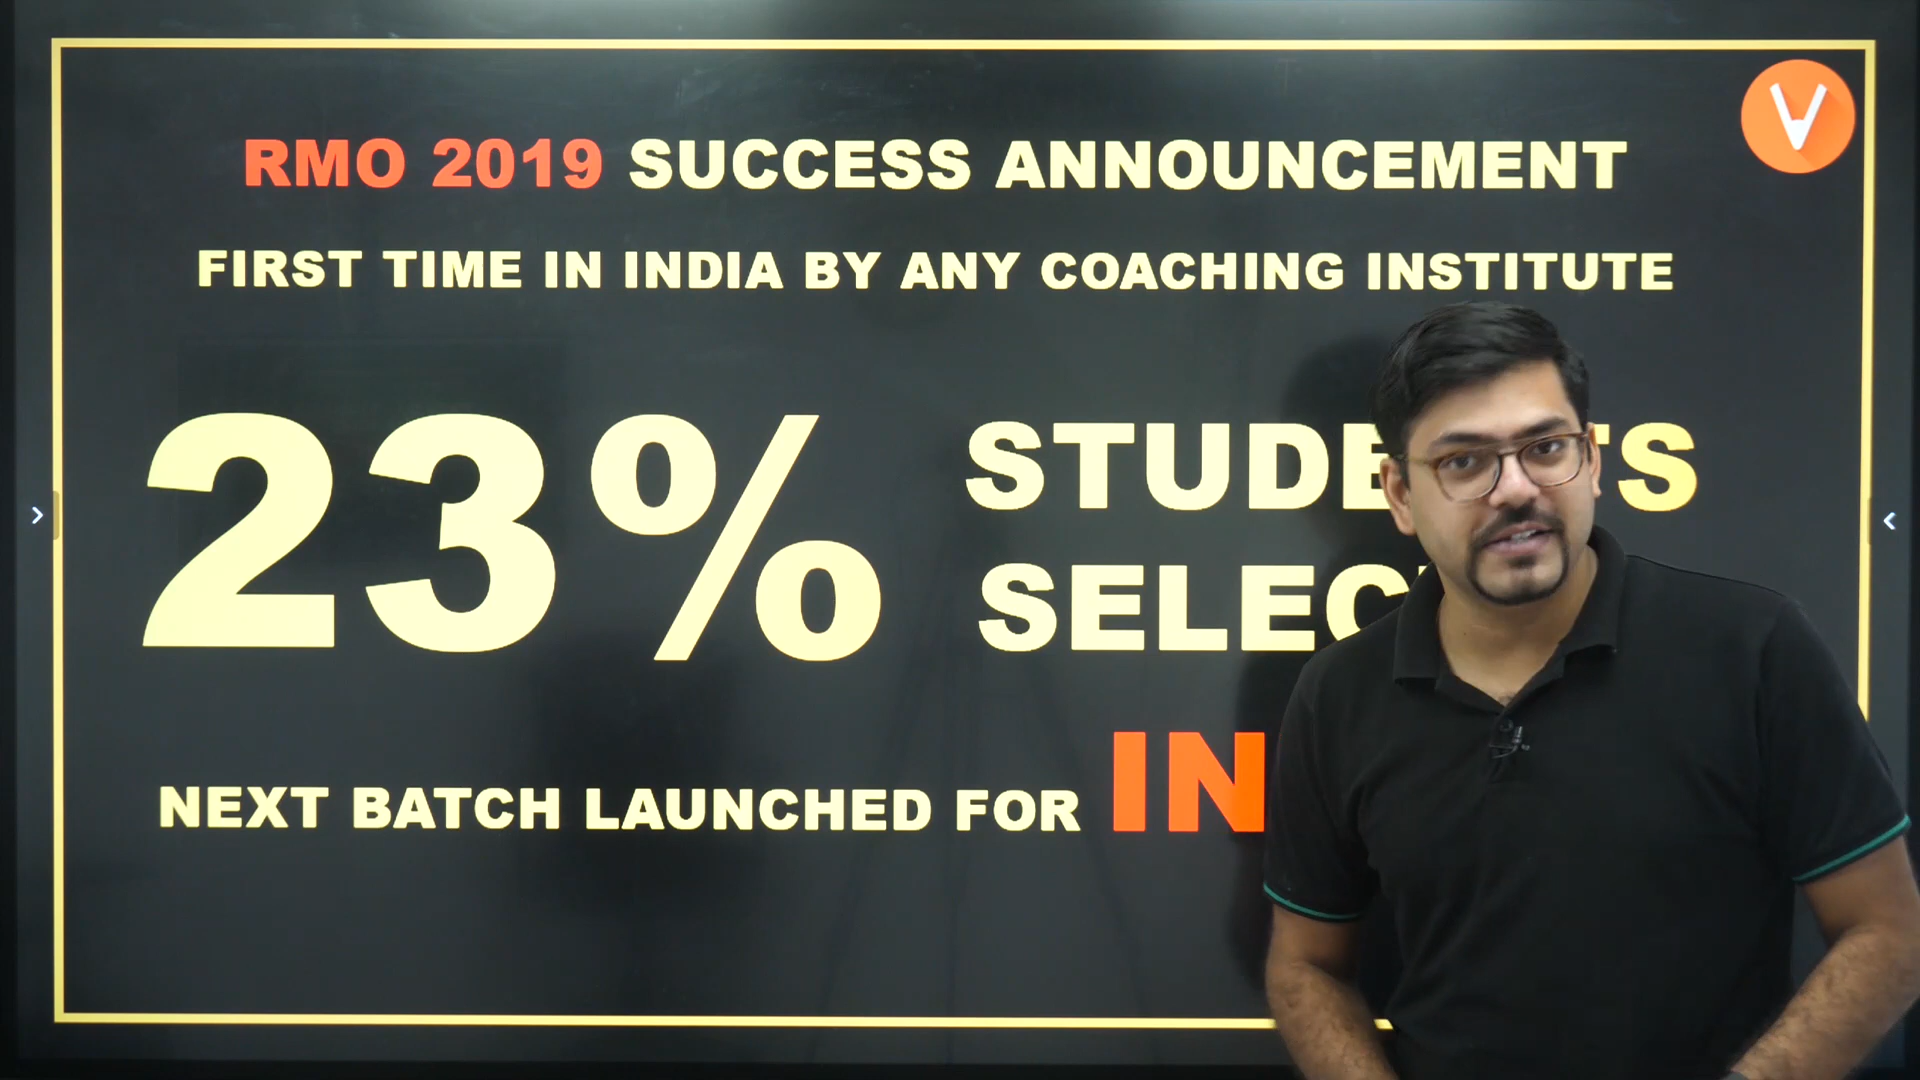 RMO 2019 SUCCESS ANNOUNCEMENT
FIRST TIME IN INDIA BY ANY COACHING INSTITUTE
23% STUDE TS
SELEC
NEXT BATCH LAUNCHED FOR IN